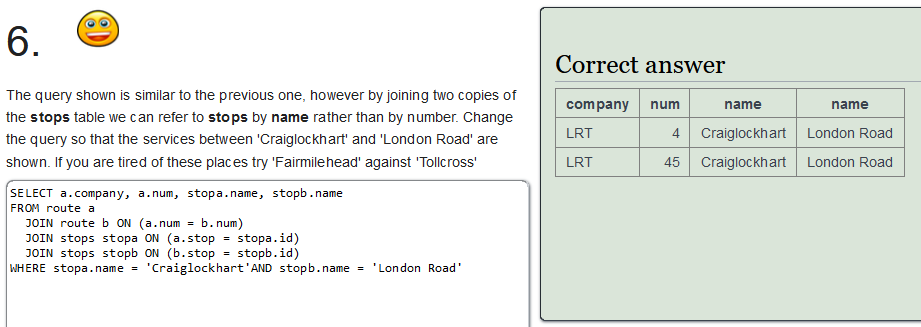 6.
The query shown is similar to the previous one, however by joining two copies of
the stops table we can refer to stops by name rather than by number. Change
the query so that the services between 'Craiglockhart' and 'London Road' are
shown. If you are tired of these places try 'Fairmilehead' against 'Tollcross'
SELECT a.company, a.num, stopa.name, stopb.name
FROM route a
  JOIN route b ON (a.num = b.num)
  JOIN stops stopa ON (a.stop = stopa.id)
  JOIN stops stopb ON (b.stop = stopb.id)
WHERE stopa.name = 'Craiglockhart'AND stopb.name = 'London Road'
Correct answer
company num name name
LRT 4 Craiglockhart London Road
LRT 45 Craiglockhart London Road